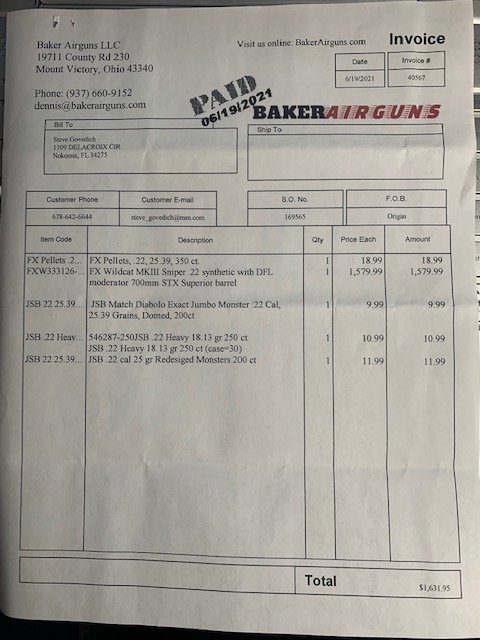 Baker Airguns LLC
19711 County Rd 230
Mount Victory, Ohio 43340
Phone: (937) 660-9152
dennis@bakerairguns.com
Visit us online: BakerAirguns.com
Invoice
Date Invoice #
6/19/2021 40567
PAID
06/19/2021
BAKERAIRGUNS
Bill To
Steve Govedich
1109 DELACROIX CIR
Nokomis, FL 34275
Ship To
Customer Phone Customer E-mail S.O. No. F.O.B.
678-642-6644 steve_govedich@msn.com 169565 Origin
Item Code Description Qty Price Each Amount
FX Pellets .2... FX Pellets, .22, 25.39, 350 ct. 1 18.99 18.99
FXW333126-... FX Wildcat MKIII Sniper .22 synthetic with DFL 1 1,579.99 1,579.99
moderator 700mm STX Superior barrel
JSB 22 25.39... JSB Match Diabolo Exact Jumbo Monster .22 Cal, 1 9.99 9.99
25.39 Grains, Domed, 200ct
JSB .22 Heav... 546287-250JSB .22 Heavy 18.13 gr 250 ct 1 10.99 10.99
JSB .22 Heavy 18.13 gr 250 ct (case=30)
JSB 22 25.39... JSB .22 cal 25 gr Redesiged Monsters 200 ct 1 11.99 11.99
Total $1,631.95